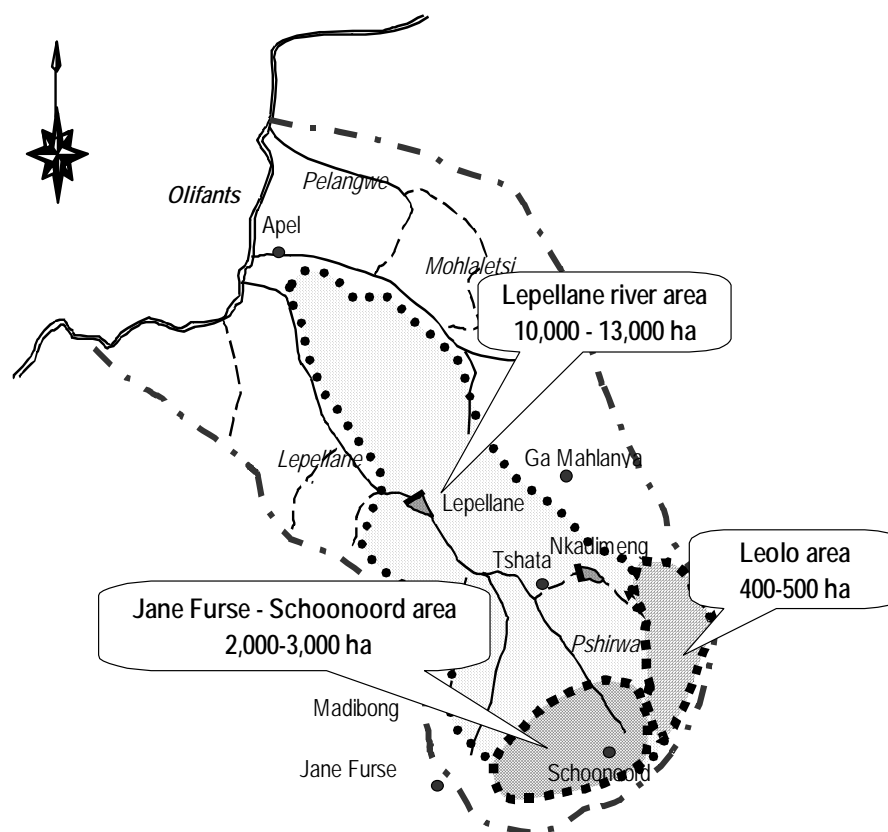 Pelangwe
Olifants
Apel
Mohlaletsi
Lepellane river area
10,000 - 13,000 ha
Lepellane
Ga Mahlanya
Lepellane
Nkadimeng
Tshata
Leolo area
400-500 ha
Jane Furse - Schoonoord area
2,000-3,000 ha
Pshirwa
Madibong
Jane Furse
Schoonoord